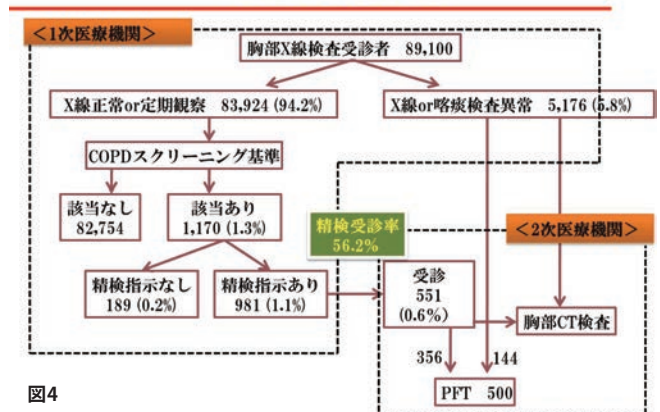 <1次医療機関>
胸部X線検査受診者 89,100
X線正常or定期観察 83,924 (94.2%)
X線or喀痰検査異常 5,176 (5.8%)
COPDスクリーニング基準
該当なし
82,754
該当あり
1,170 (1.3%)
精検受診率
56.2%
<2次医療機関>
精検指示なし
189 (0.2%)
精検指示あり
981 (1.1%)
受診
551
(0.6%)
胸部CT検査
356
144
PFT 500
図4